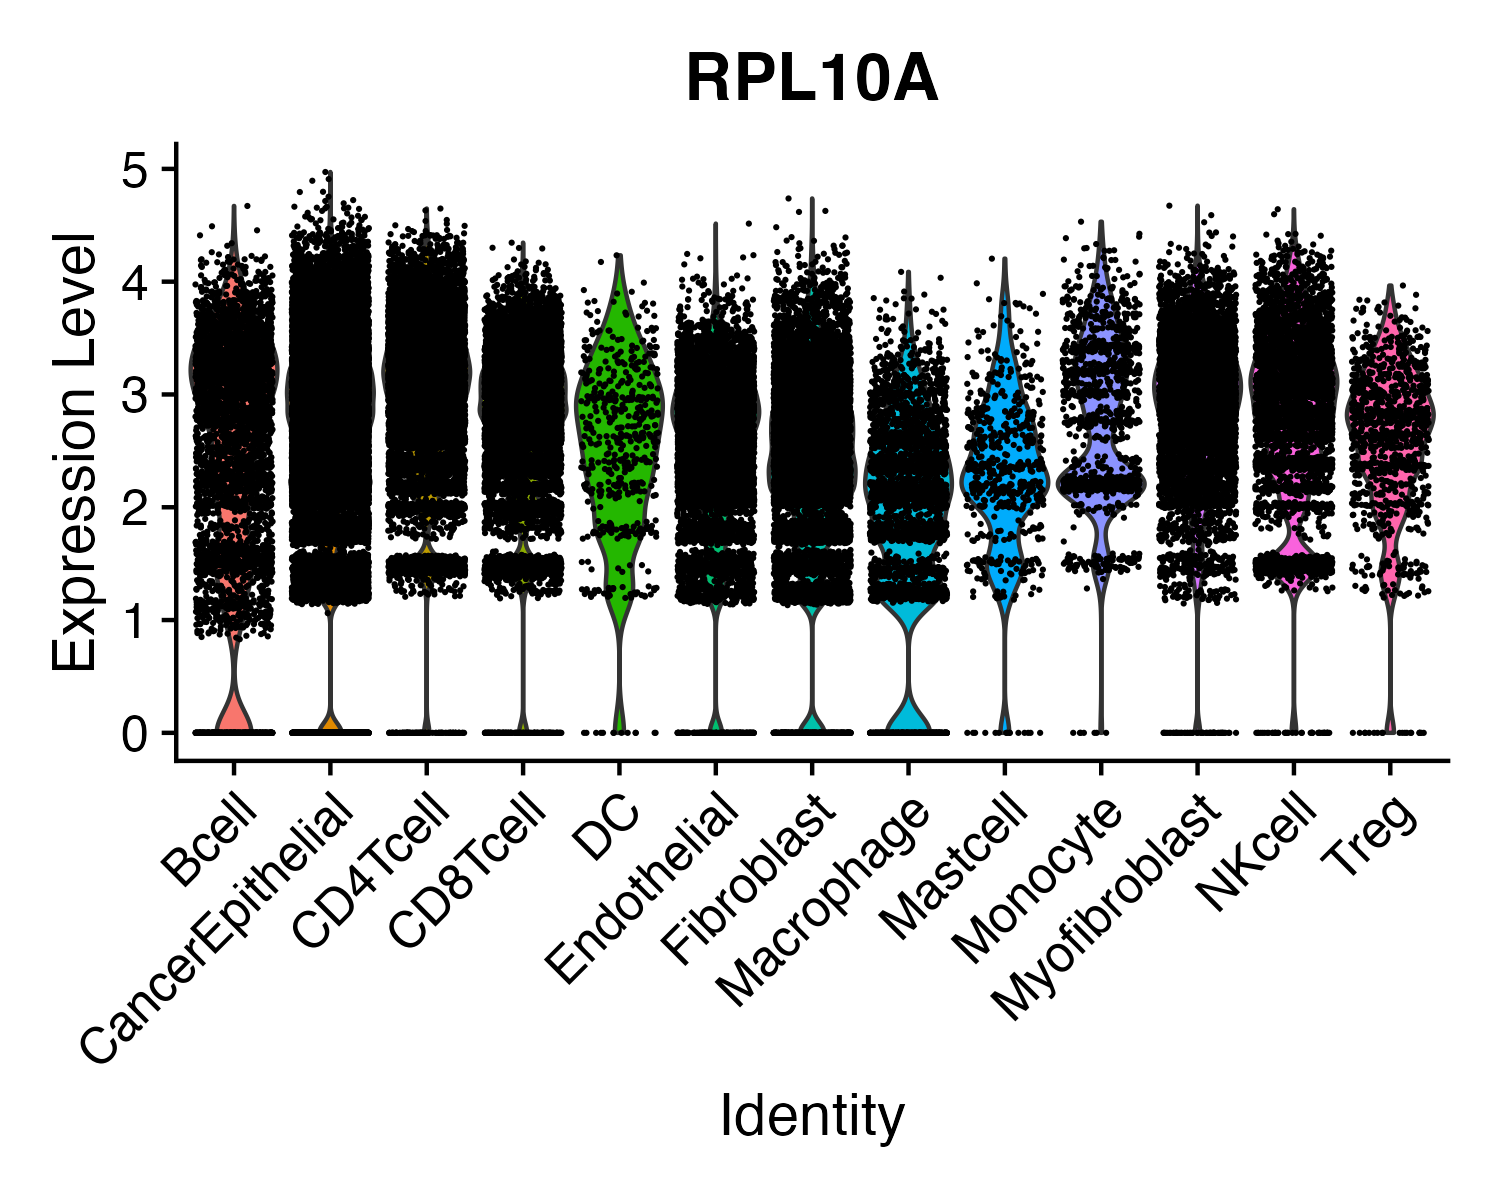 RPL10A
Expression Level
5
4
3
2
1
0
Bcell
CancerEpithelial
CD4Tcell
CD8Tcell
DC
Endothelial
Fibroblast
Macrophage
Mastcell
Monocyte
Myofibroblast
NKcell
Treg
Identity